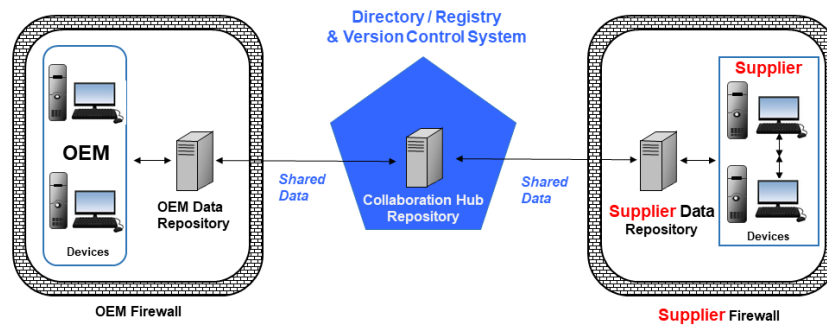 Directory / Registry
& Version Control System
OEM
Devices
OEM Data
Repository
OEM Firewall
Shared
Data
Collaboration Hub
Repository
Shared
Data
Supplier
Supplier Data
Repository
Devices
Supplier Firewall